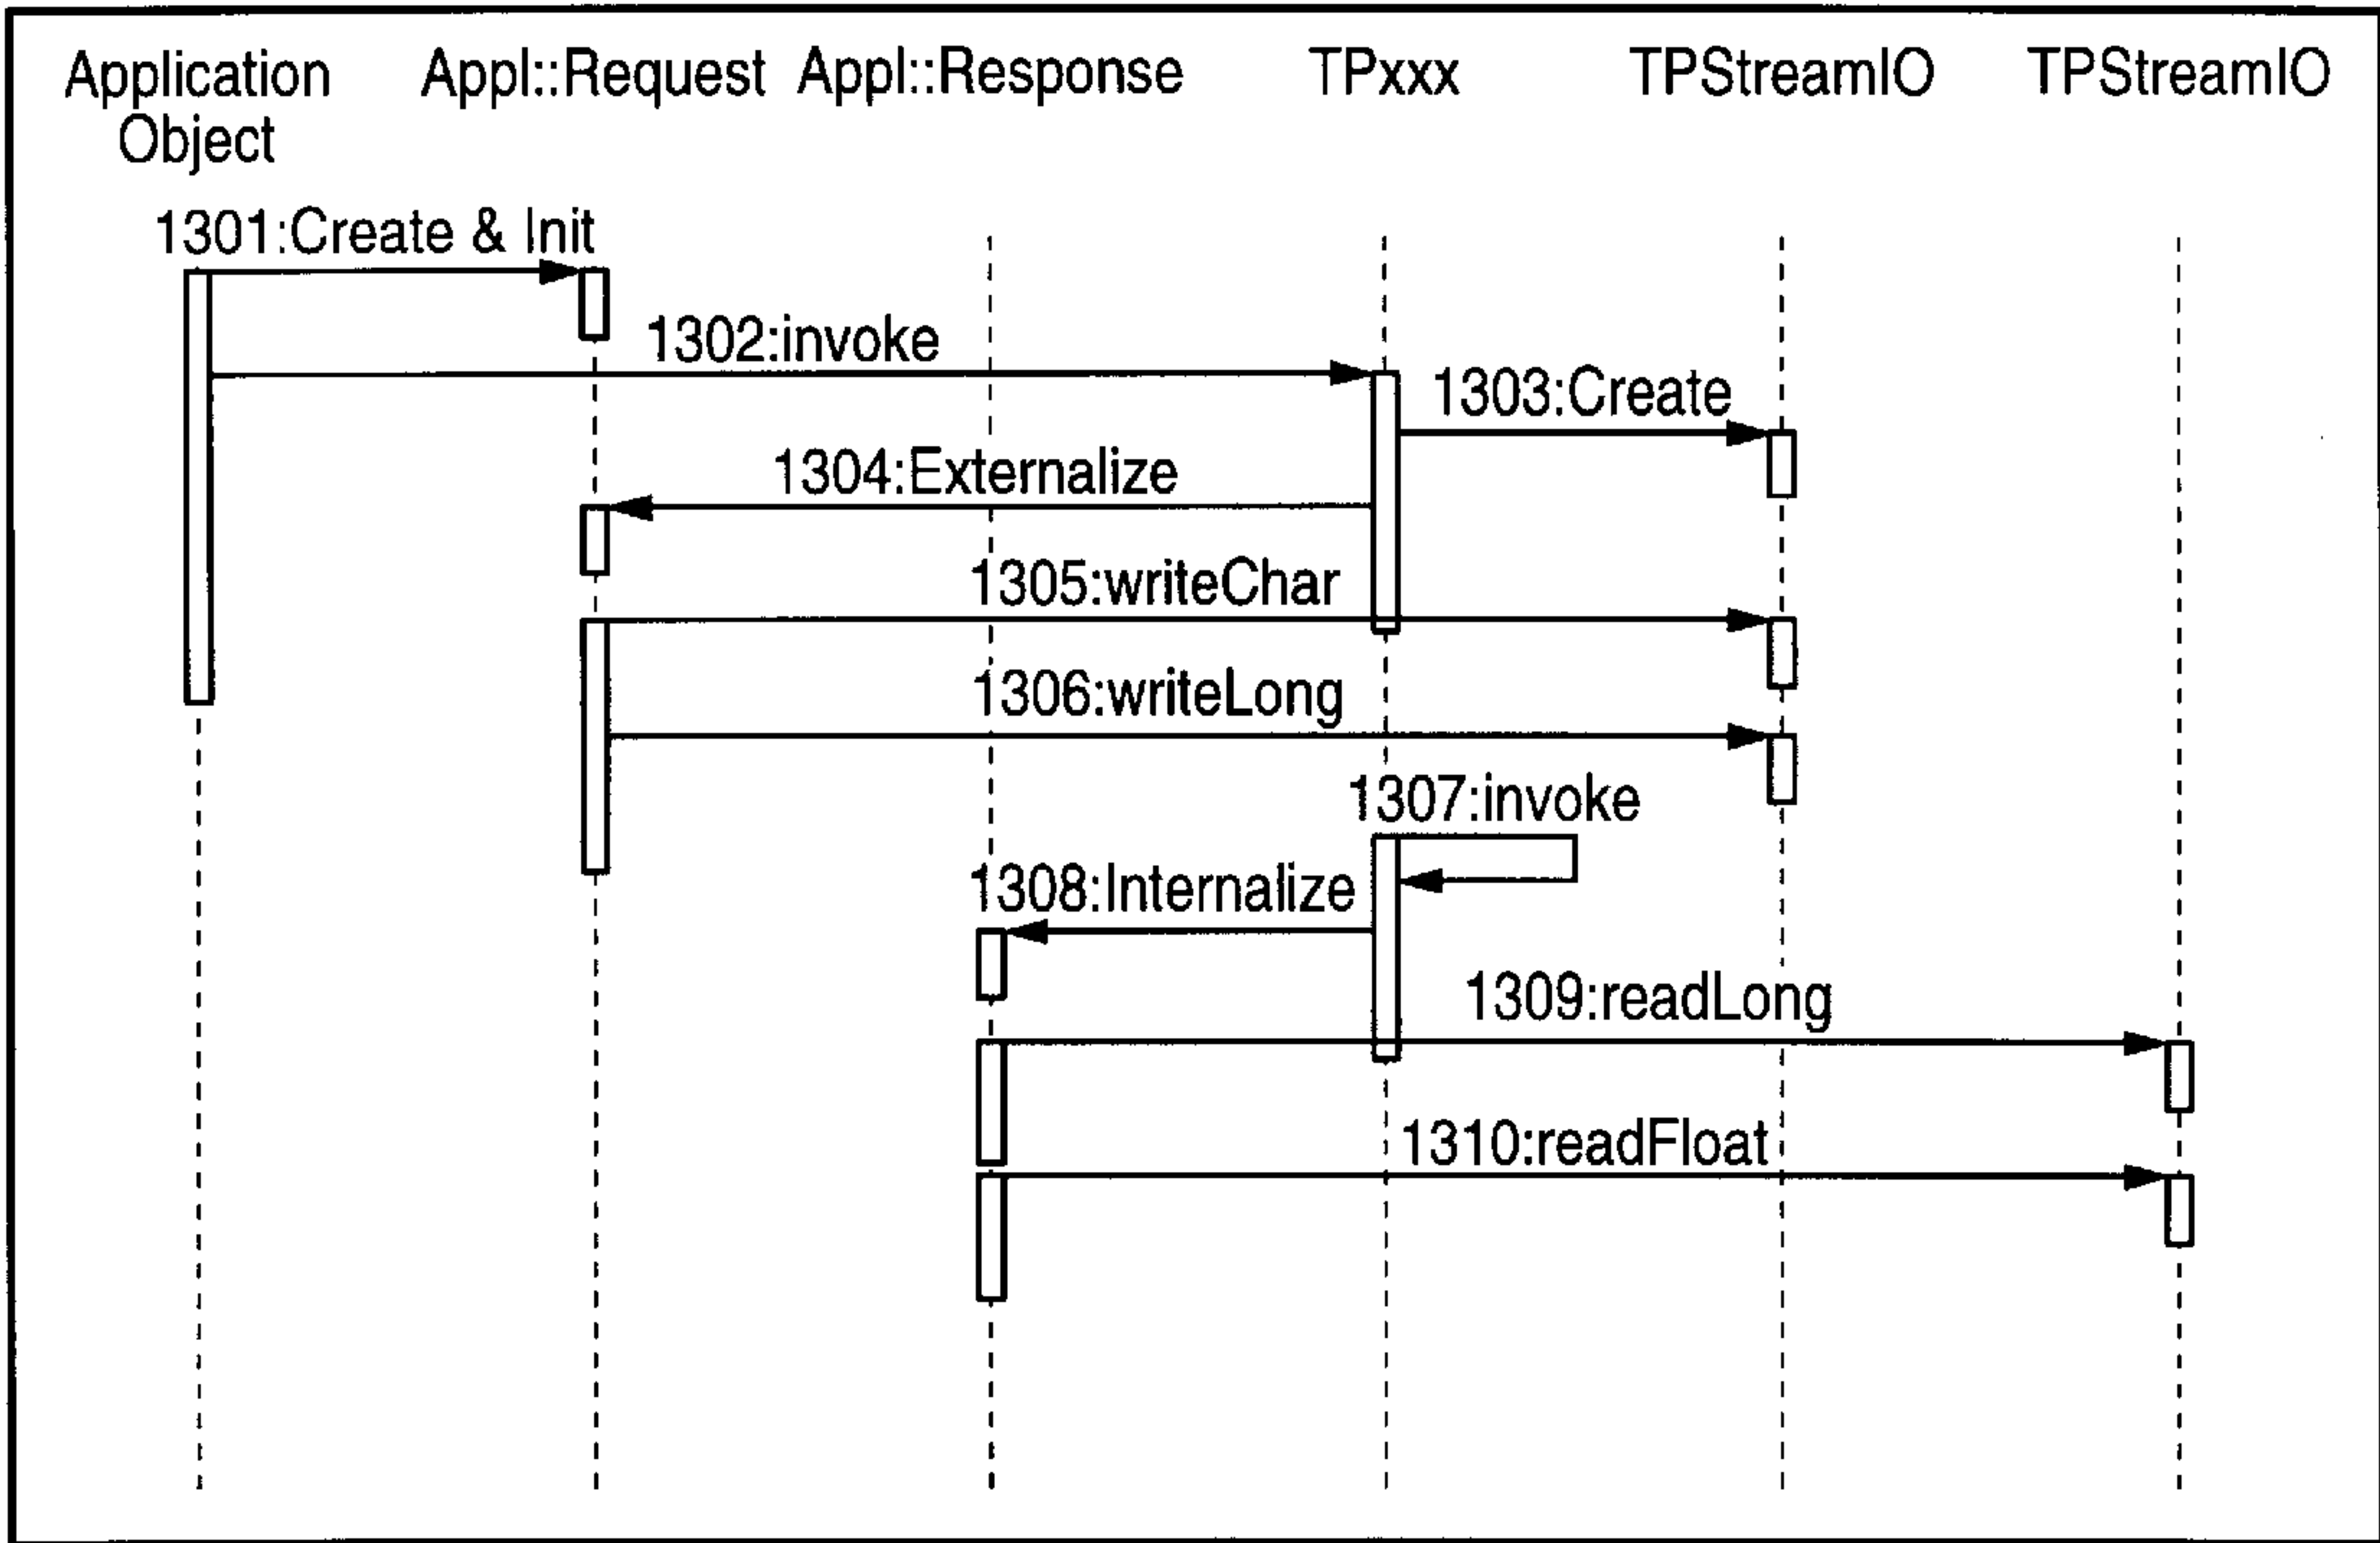 Application Object
Appl::Request
Appl::Response
TPxxx
TPStreamIO
TPStreamIO
1301:Create & Init
1302:invoke
1303:Create
1304:Externalize
1305:writeChar
1306:writeLong
1307:invoke
1308:Internalize
1309:readLong
1310:readFloat